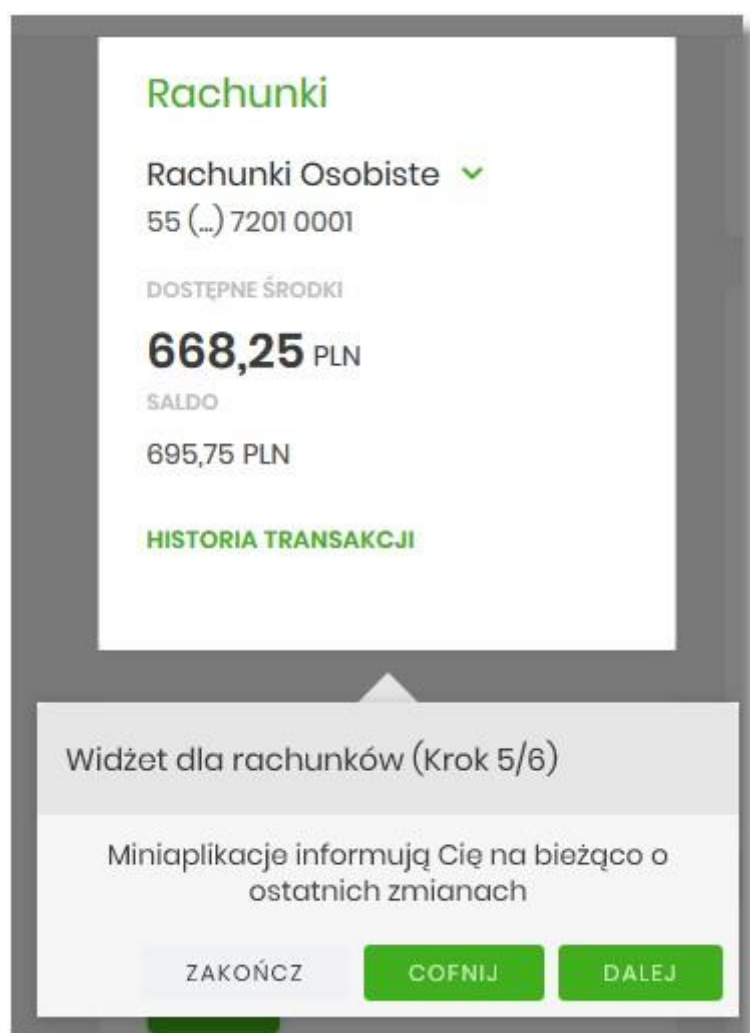 Rachunki
Rachunki Osobiste
55 (...) 7201 0001
DOSTĘPNE ŚRODKI
668,25 PLN
SALDO
695,75 PLN
HISTORIA TRANSAKCJI
Widżet dla rachunków (Krok 5/6)
Miniaplikacje informują Cię na bieżąco o
ostatnich zmianach
ZAKOŃCZ COFNIJ DALEJ